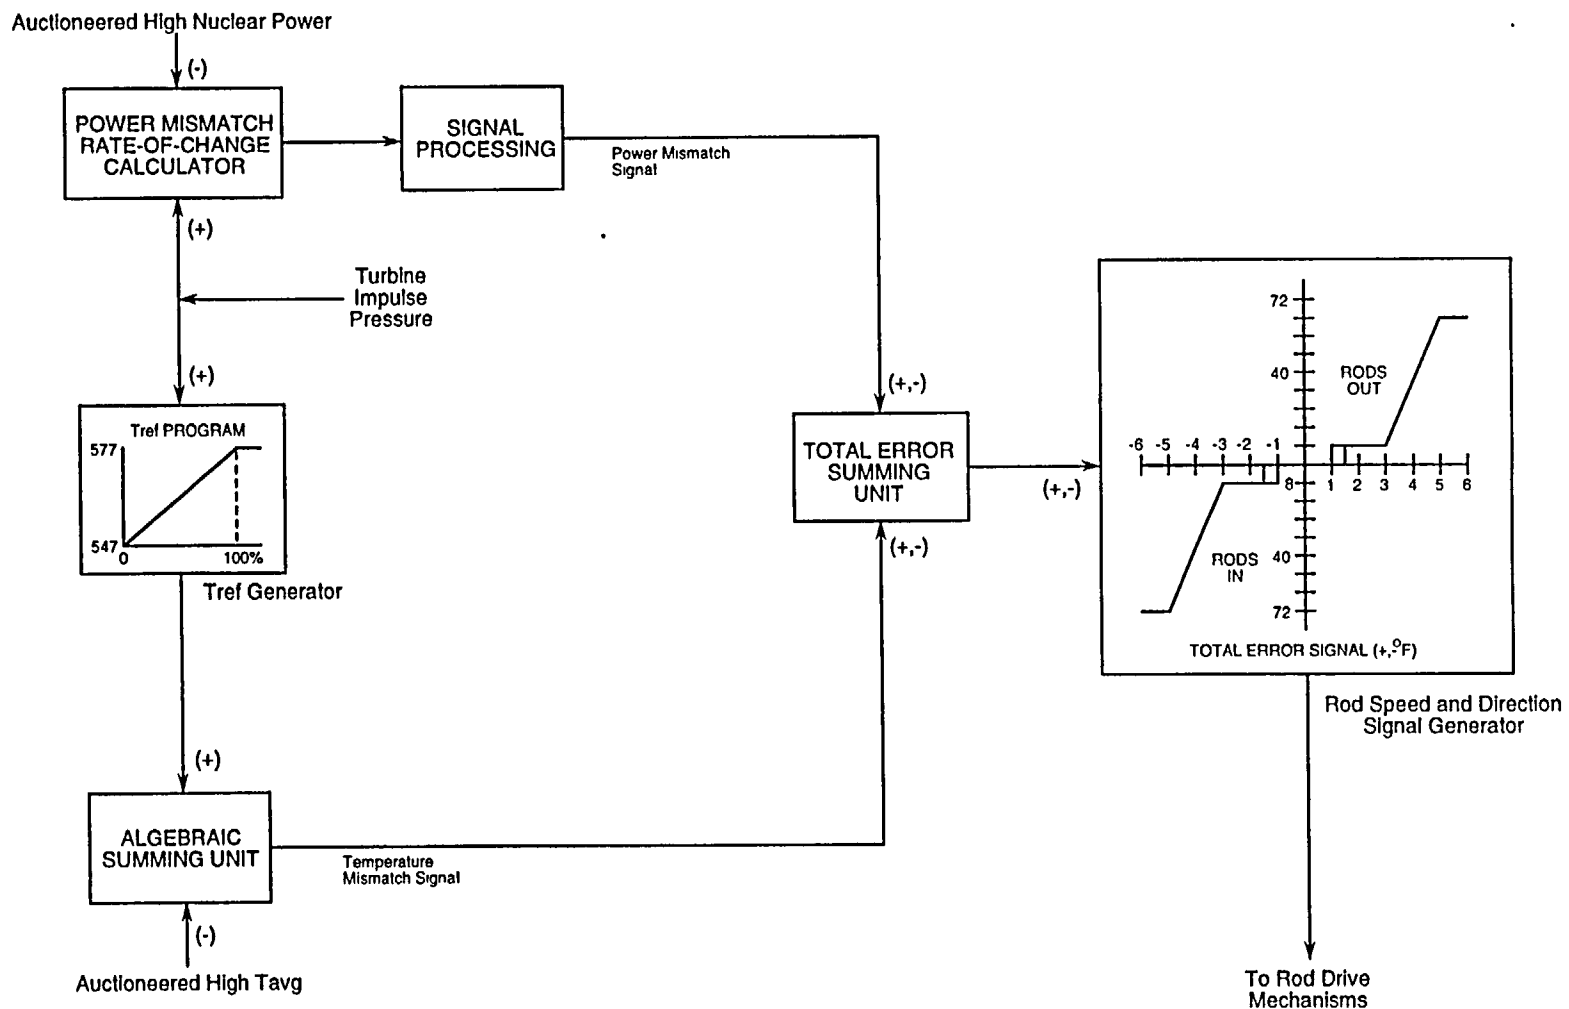 Auctioneered High Nuclear Power
(-)
POWER MISMATCH
RATE-OF-CHANGE
CALCULATOR
SIGNAL
PROCESSING
Power Mismatch
Signal
(+)
Turbine
Impulse
Pressure
(+)
Tref PROGRAM
577
547
0
100%
Tref Generator
(+)
ALGEBRAIC
SUMMING UNIT
Temperature
Mismatch Signal
(-)
Auctioneered High Tavg
(+,-)
TOTAL ERROR
SUMMING
UNIT
(+,-)
(+,-)
72
40
RODS
OUT
-6 -5 -4 -3 -2 -1
8
1 2 3 4 5 6
RODS
IN
40
72
TOTAL ERROR SIGNAL (+,-°F)
Rod Speed and Direction
Signal Generator
To Rod Drive
Mechanisms